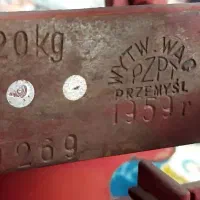 20kg
WYTW. WAG
PZPT
PRZEMYŚL
1959 r
1269